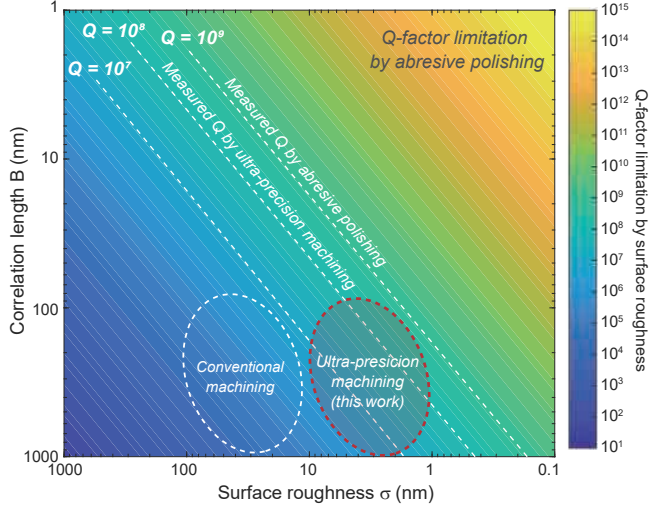 Q-factor limitation
by abresive polishing
Q = 10⁹
Q = 10⁸
Q = 10⁷
Measured Q by ultra-precision machining
Measured Q by abresive polishing
Conventional
machining
Ultra-presicion
machining
(this work)
1
10
100
1000
Correlation length B (nm)
1000
100
10
1
0.1
Surface roughness σ (nm)
10¹⁵
10¹⁴
10¹³
10¹²
10¹¹
10¹⁰
10⁹
10⁸
10⁷
10⁶
10⁵
10⁴
10³
10²
10¹
Q-factor limitation by surface roughness